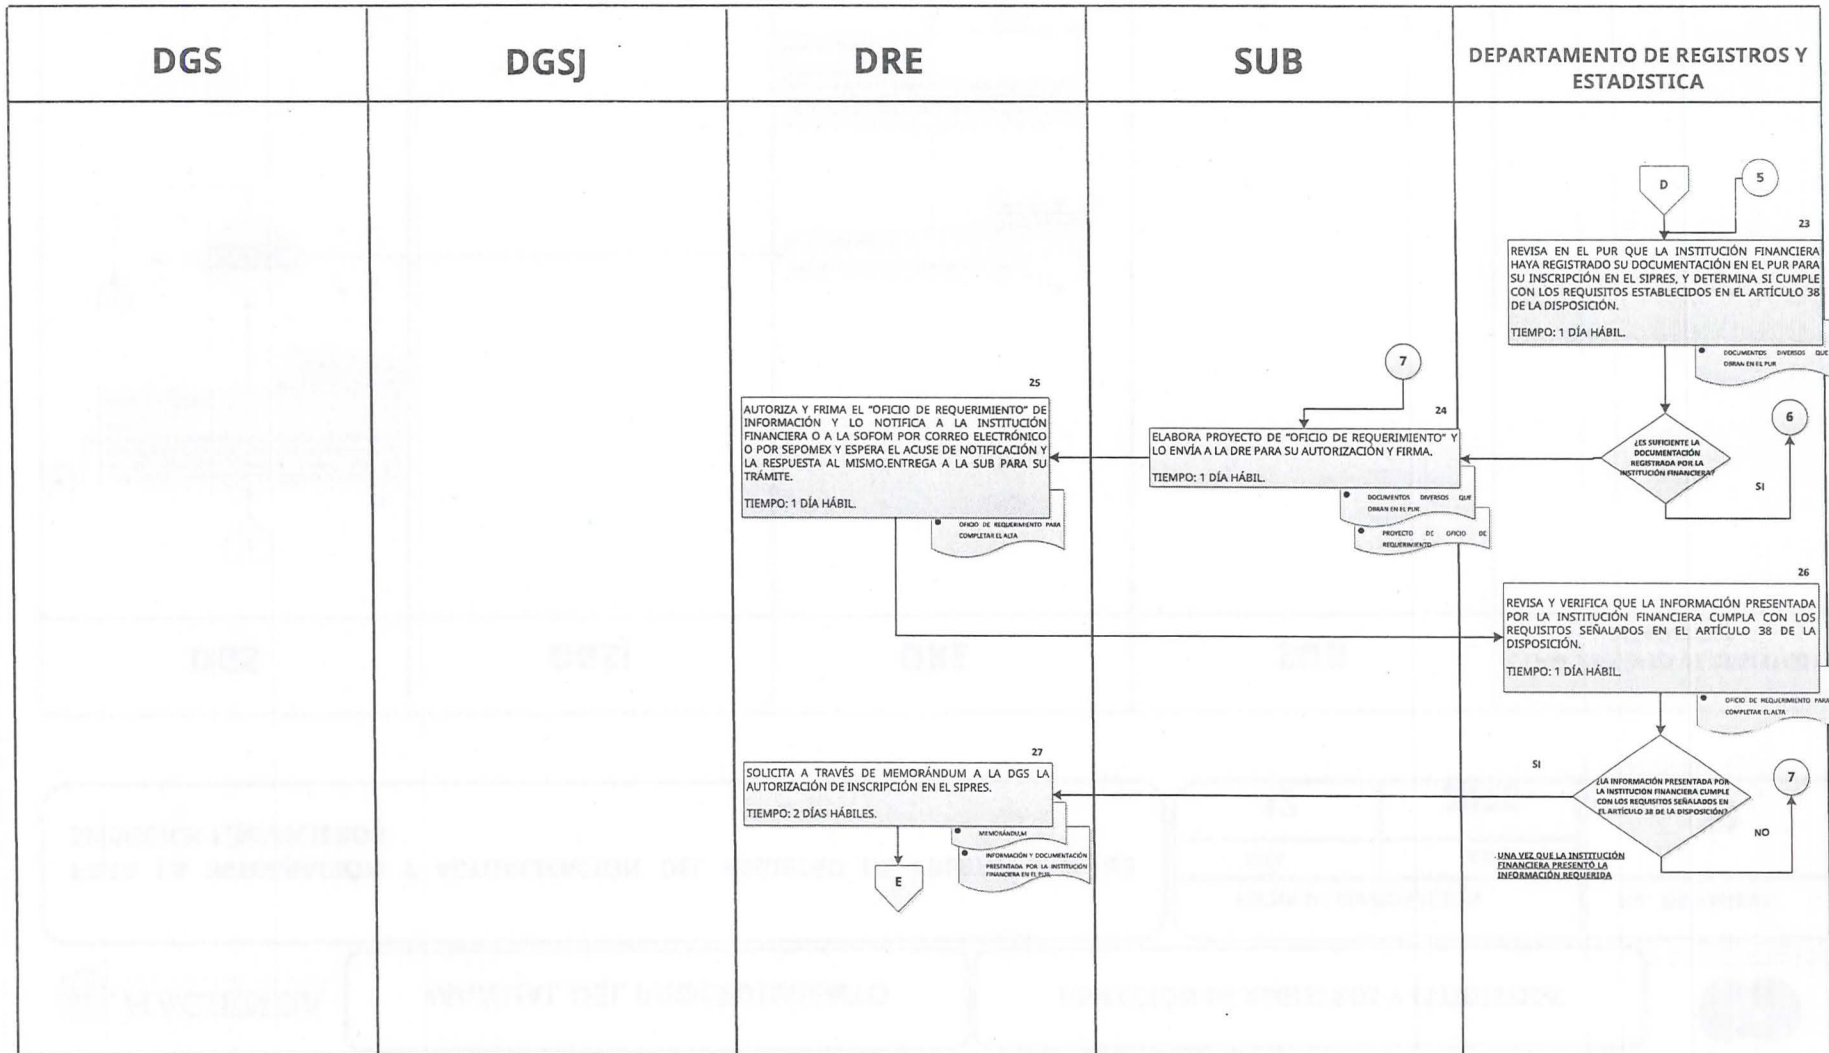 DGS
DGSJ
DRE
SUB
DEPARTAMENTO DE REGISTROS Y
ESTADISTICA
D
5
23
REVISA EN EL PUR QUE LA INSTITUCIÓN FINANCIERA
HAYA REGISTRADO SU DOCUMENTACIÓN EN EL PUR PARA
SU INSCRIPCIÓN EN EL SIPRES, Y DETERMINA SI CUMPLE
CON LOS REQUISITOS ESTABLECIDOS EN EL ARTÍCULO 38
DE LA DISPOSICIÓN.
TIEMPO: 1 DÍA HÁBIL.
DOCUMENTOS DIVERSOS QUE
OBRAN EN EL PUR
6
¿ES SUFICIENTE LA
DOCUMENTACIÓN
REGISTRADA POR LA
INSTITUCIÓN FINANCIERA?
SI
7
24
ELABORA PROYECTO DE "OFICIO DE REQUERIMIENTO" Y
LO ENVÍA A LA DRE PARA SU AUTORIZACIÓN Y FIRMA.
TIEMPO: 1 DÍA HÁBIL.
DOCUMENTOS DIVERSOS QUE
OBRAN EN EL PUR
PROYECTO DE OFICIO DE
REQUERIMIENTO
25
AUTORIZA Y FRIMA EL "OFICIO DE REQUERIMIENTO" DE
INFORMACIÓN Y LO NOTIFICA A LA INSTITUCIÓN
FINANCIERA O A LA SOFOM POR CORREO ELECTRÓNICO
O POR SEPOMEX Y ESPERA EL ACUSE DE NOTIFICACIÓN Y
LA RESPUESTA AL MISMO.ENTREGA A LA SUB PARA SU
TRÁMITE.
TIEMPO: 1 DÍA HÁBIL.
OFICIO DE REQUERIMIENTO PARA
COMPLETAR EL ALTA
26
REVISA Y VERIFICA QUE LA INFORMACIÓN PRESENTADA
POR LA INSTITUCIÓN FINANCIERA CUMPLA CON LOS
REQUISITOS SEÑALADOS EN EL ARTÍCULO 38 DE LA
DISPOSICIÓN.
TIEMPO: 1 DÍA HÁBIL.
OFICIO DE REQUERIMIENTO PARA
COMPLETAR EL ALTA
SI
¿LA INFORMACIÓN PRESENTADA POR
LA INSTITUCION FINANCIERA CUMPLE
CON LOS REQUISITOS SEÑALADOS EN
EL ARTÍCULO 38 DE LA DISPOSICIÓN?
7
NO
UNA VEZ QUE LA INSTITUCIÓN
FINANCIERA PRESENTÓ LA
INFORMACIÓN REQUERIDA
27
SOLICITA A TRAVÉS DE MEMORÁNDUM A LA DGS LA
AUTORIZACIÓN DE INSCRIPCIÓN EN EL SIPRES.
TIEMPO: 2 DÍAS HÁBILES.
MEMORÁNDUM
INFORMACIÓN Y DOCUMENTACIÓN
PRESENTADA POR LA INSTITUCIÓN
FINANCIERA EN EL PUR
E